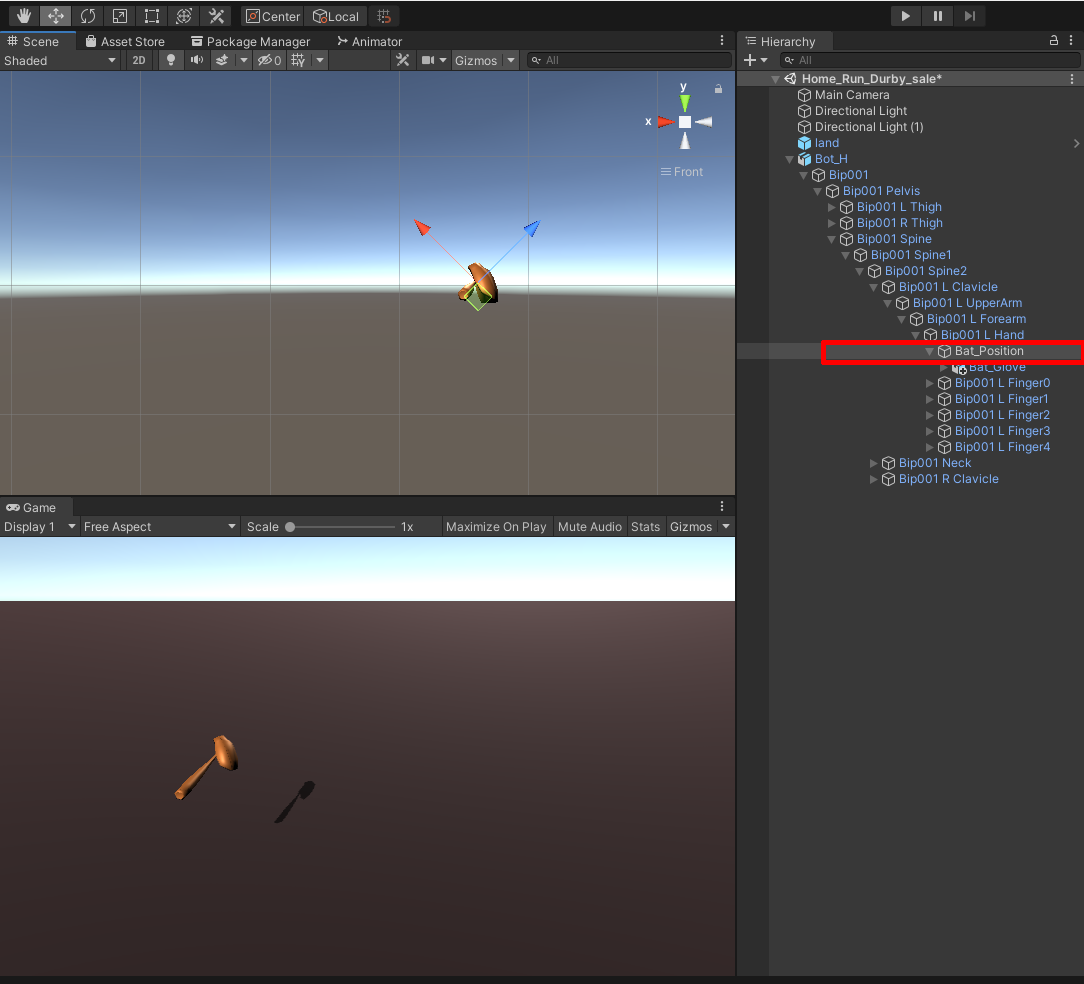 Center Local
Scene Asset Store Package Manager Animator
Shaded 2D 0 Gizmos All
y
x
Front
Game
Display 1 Free Aspect Scale 1x Maximize On Play Mute Audio Stats Gizmos
Hierarchy
All
Home_Run_Durby_sale*
Main Camera
Directional Light
Directional Light (1)
land
Bot_H
Bip001
Bip001 Pelvis
Bip001 L Thigh
Bip001 R Thigh
Bip001 Spine
Bip001 Spine1
Bip001 Spine2
Bip001 L Clavicle
Bip001 L UpperArm
Bip001 L Forearm
Bip001 L Hand
Bat_Position
Bat_Glove
Bip001 L Finger0
Bip001 L Finger1
Bip001 L Finger2
Bip001 L Finger3
Bip001 L Finger4
Bip001 Neck
Bip001 R Clavicle